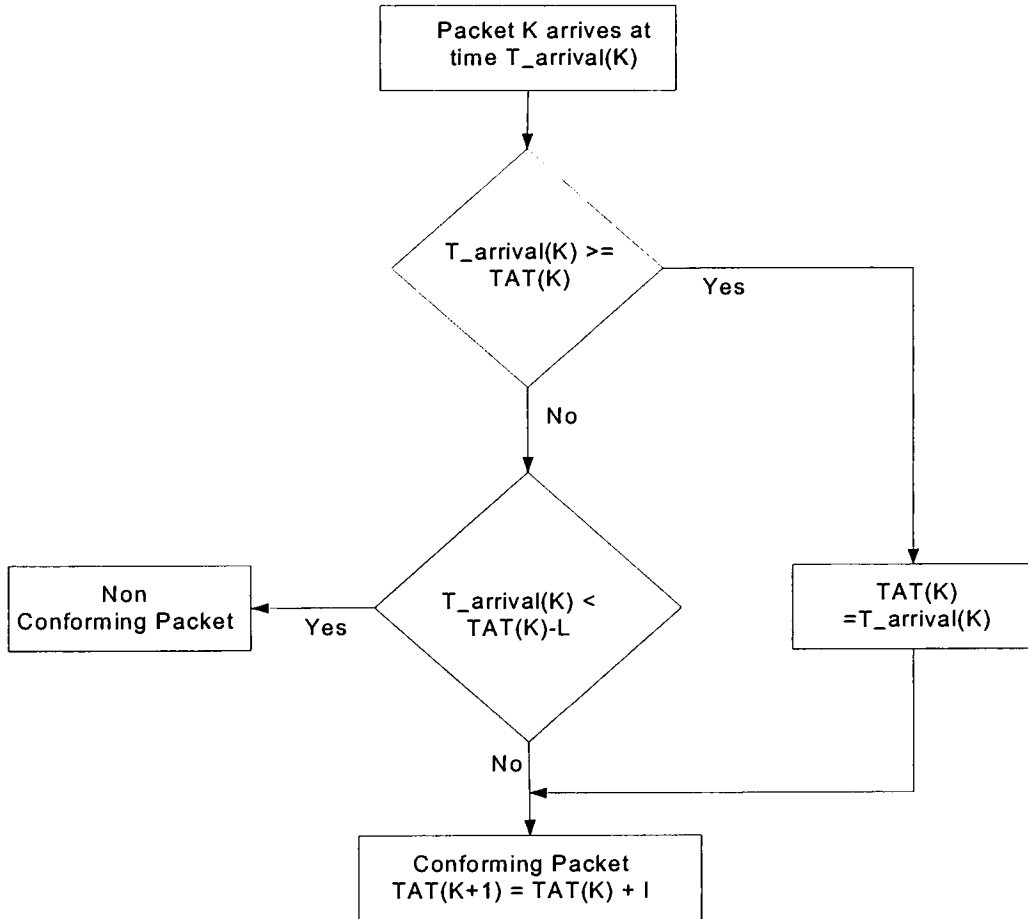 Packet K arrives at
time T_arrival(K)
T_arrival(K) >=
TAT(K)
Yes
No
Non
Conforming Packet
Yes
T_arrival(K) <
TAT(K)-L
TAT(K)
=T_arrival(K)
No
Conforming Packet
TAT(K+1) = TAT(K) + I